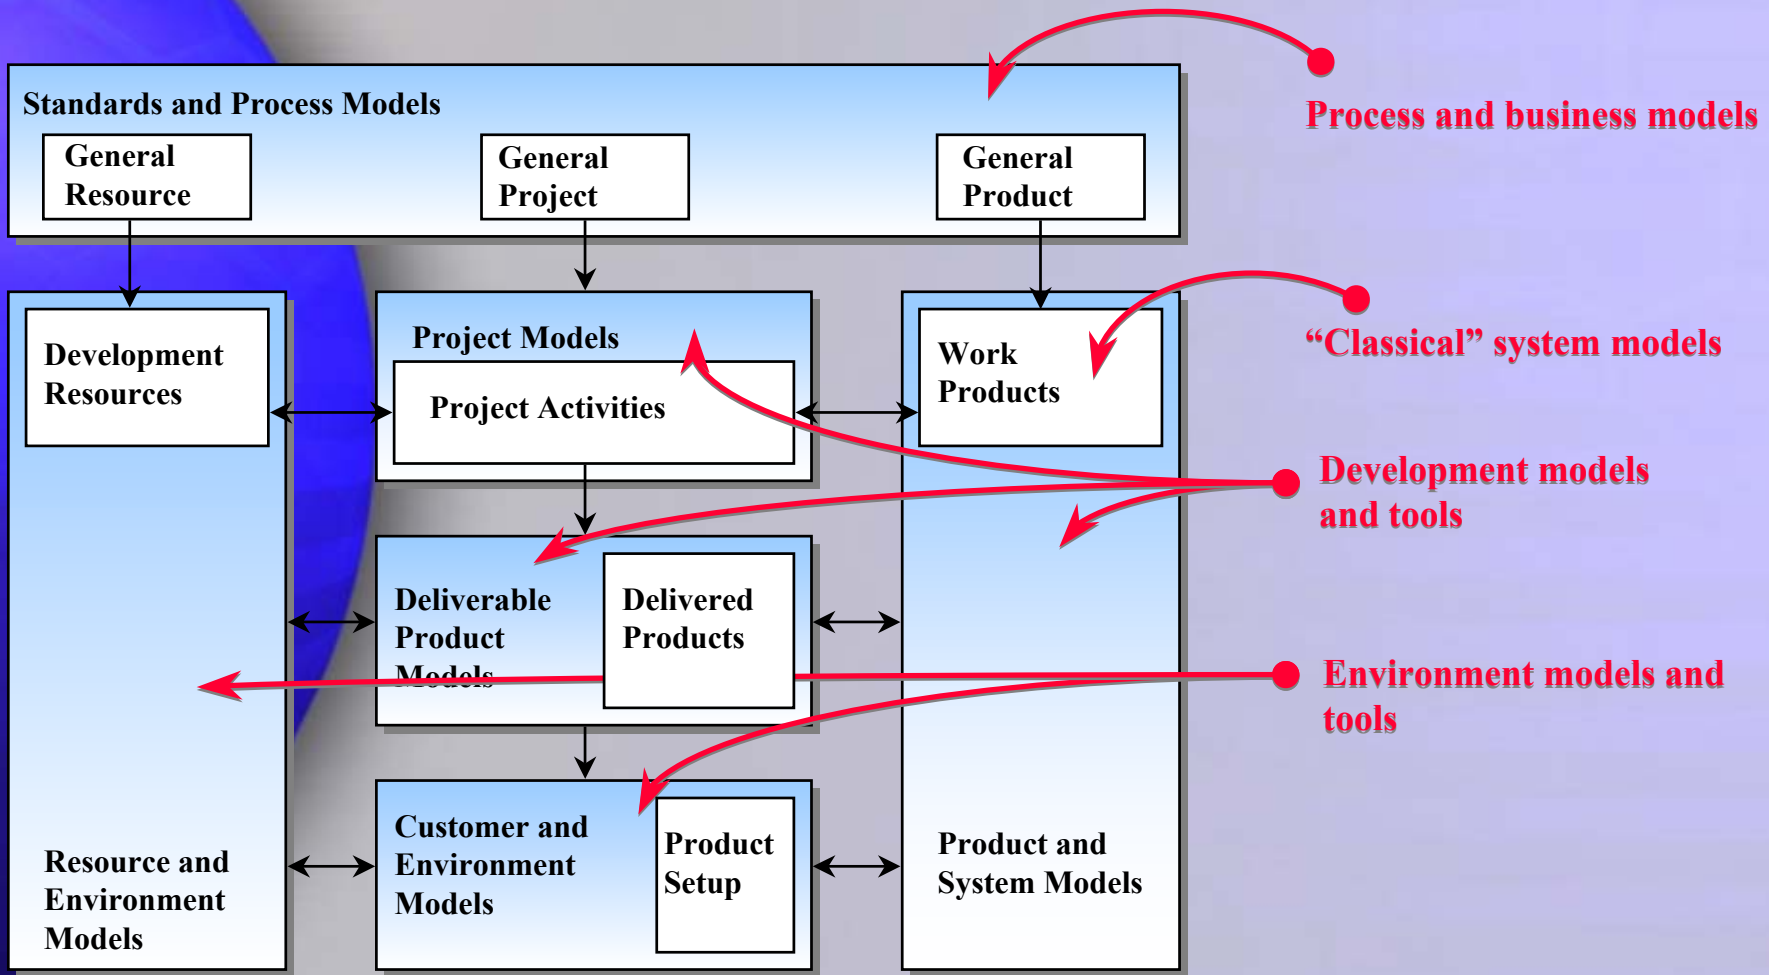 Standards and Process Models
General
Resource
General
Project
General
Product
Process and business models
Development
Resources
Project Models
Project Activities
Work
Products
“Classical” system models
Development models
and tools
Deliverable
Product
Models
Delivered
Products
Environment models and
tools
Resource and
Environment
Models
Customer and
Environment
Models
Product
Setup
Product and
System Models